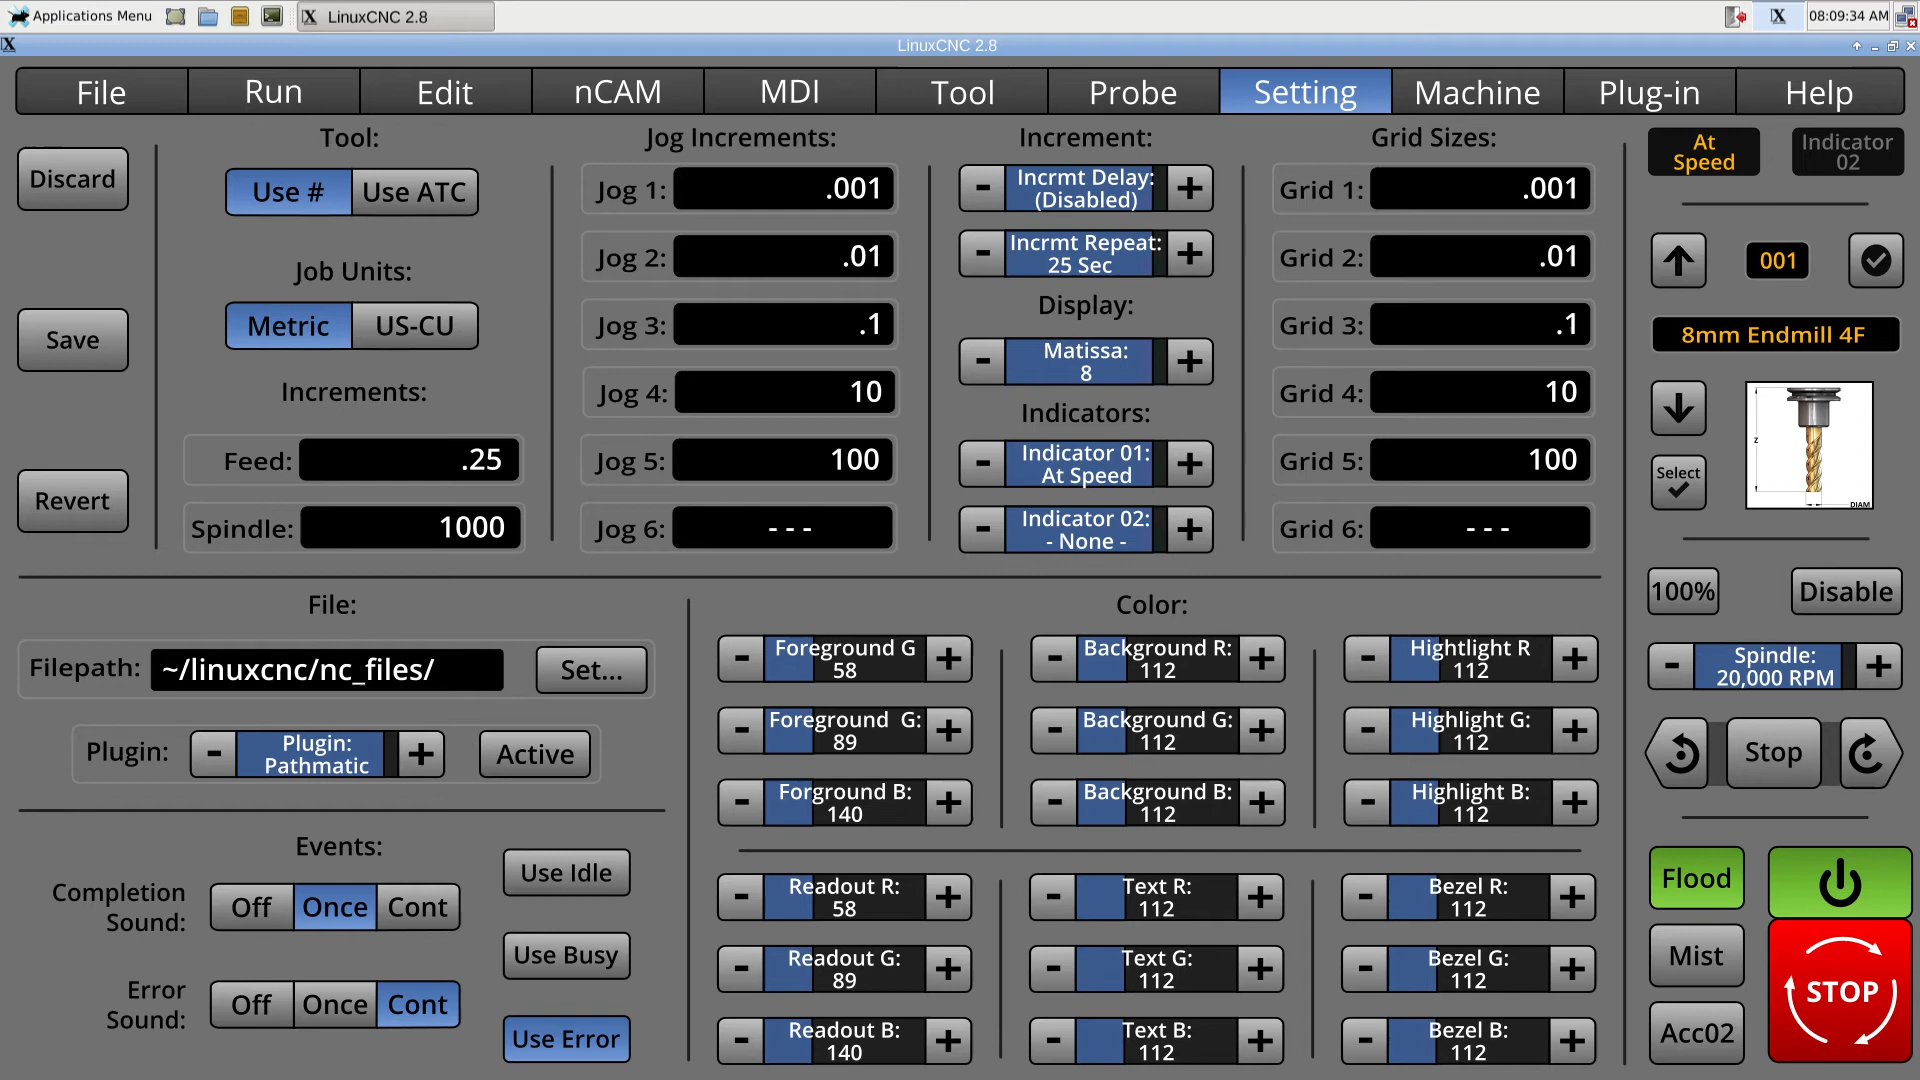 Applications Menu
LinuxCNC 2.8
08:09:34 AM
LinuxCNC 2.8
File
Run
Edit
nCAM
MDI
Tool
Probe
Setting
Machine
Plug-in
Help
Discard
Save
Revert
Tool:
Use #
Use ATC
Job Units:
Metric
US-CU
Increments:
Feed: .25
Spindle: 1000
Jog Increments:
Jog 1: .001
Jog 2: .01
Jog 3: .1
Jog 4: 10
Jog 5: 100
Jog 6: - - -
Increment:
- Incrmt Delay: +
(Disabled)
- Incrmt Repeat: +
25 Sec
Display:
- Matissa: +
8
Indicators:
- Indicator 01: +
At Speed
- Indicator 02: +
- None -
Grid Sizes:
Grid 1: .001
Grid 2: .01
Grid 3: .1
Grid 4: 10
Grid 5: 100
Grid 6: - - -
At
Speed
Indicator
02
001
8mm Endmill 4F
Select
Z
DIAM
100%
Disable
- Spindle: +
20,000 RPM
Stop
Flood
Mist
Acc02
STOP
File:
Filepath: ~/linuxcnc/nc_files/
Set...
Plugin:
- Plugin: +
Pathmatic
Active
Events:
Completion
Sound:
Off
Once
Cont
Error
Sound:
Off
Once
Cont
Use Idle
Use Busy
Use Error
Color:
- Foreground G +
58
- Foreground G: +
89
- Forground B: +
140
- Background R: +
112
- Background G: +
112
- Background B: +
112
- Hightlight R +
112
- Highlight G: +
112
- Highlight B: +
112
- Readout R: +
58
- Readout G: +
89
- Readout B: +
140
- Text R: +
112
- Text G: +
112
- Text B: +
112
- Bezel R: +
112
- Bezel G: +
112
- Bezel B: +
112